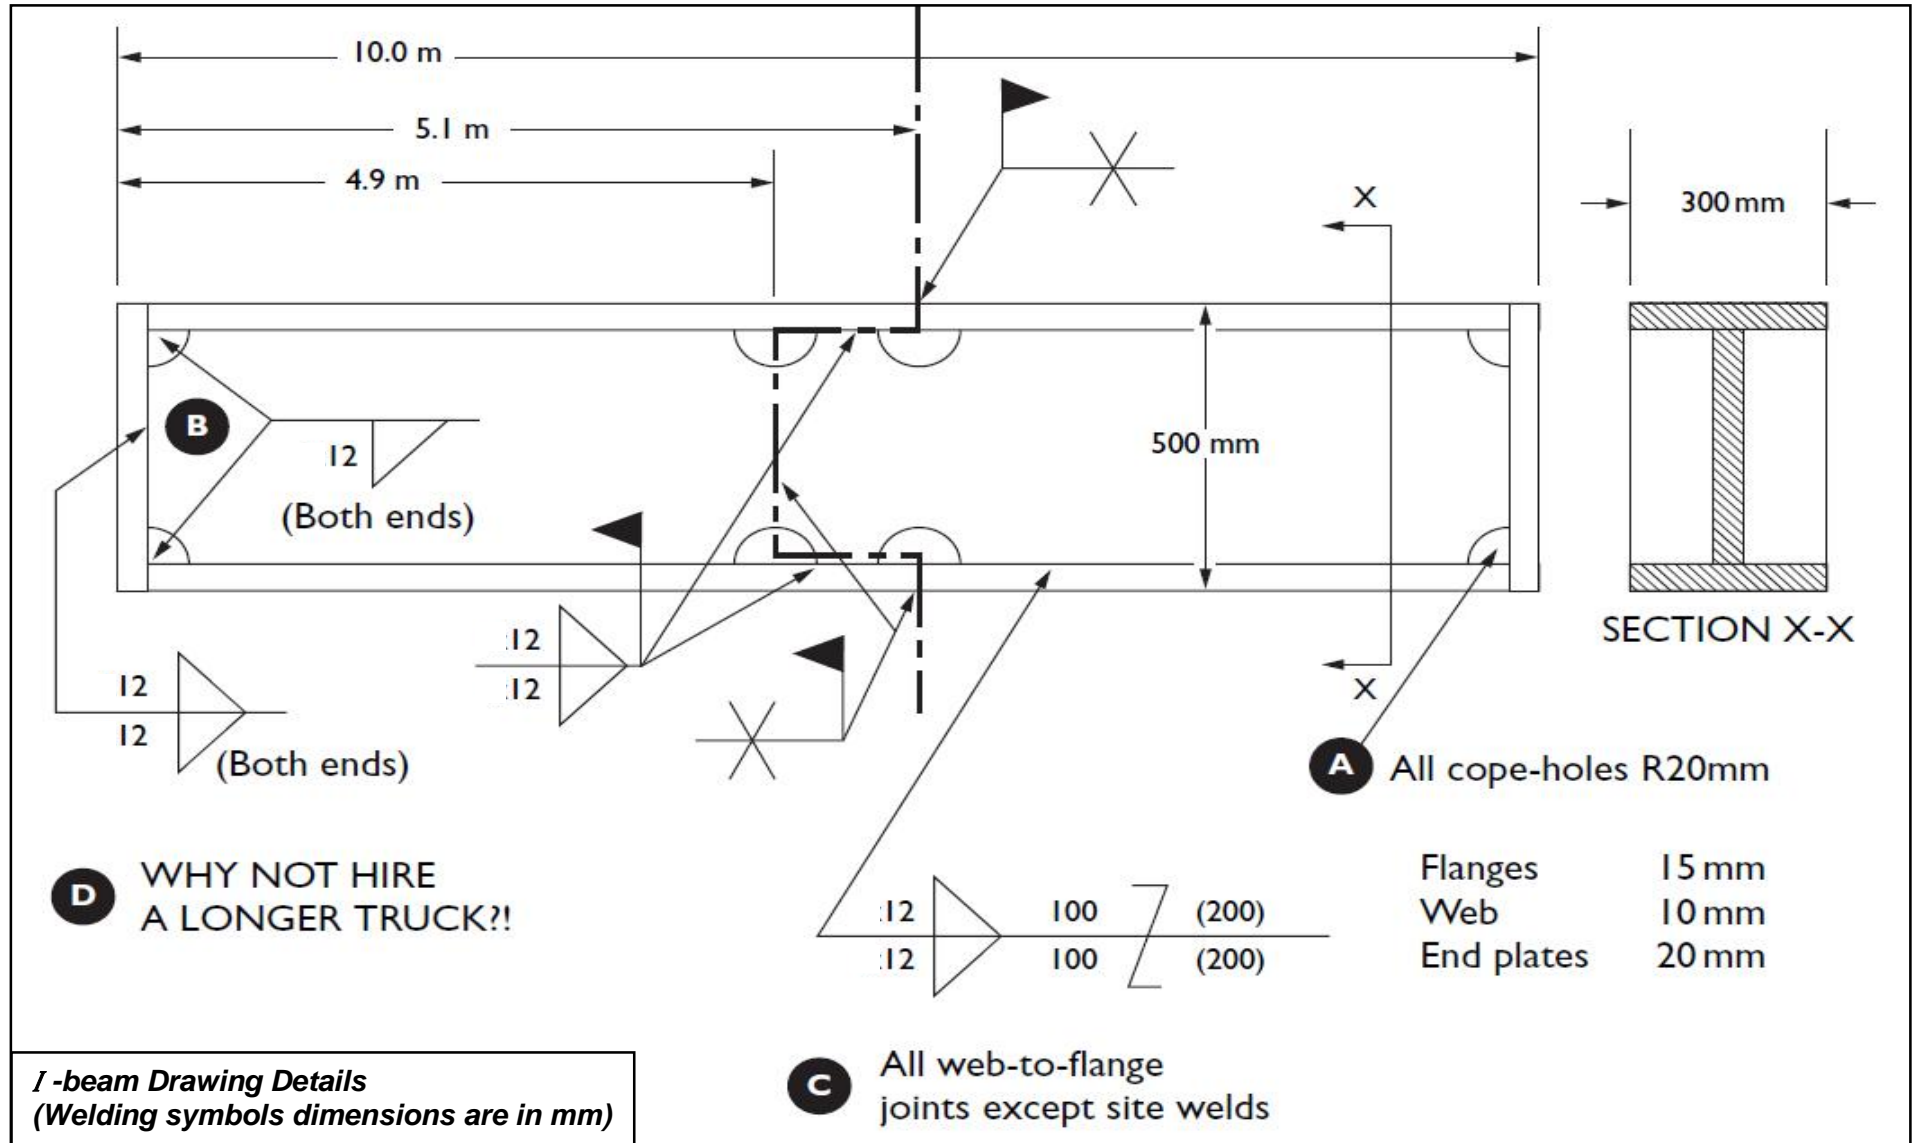 10.0 m
5.1 m
4.9 m
X
300 mm
B
12
(Both ends)
500 mm
12
12
12
12
(Both ends)
SECTION X-X
X
A All cope-holes R20mm
D WHY NOT HIRE
A LONGER TRUCK?!
12 100 (200)
12 100 (200)
Flanges 15 mm
Web 10 mm
End plates 20 mm
C All web-to-flange
joints except site welds
I -beam Drawing Details
(Welding symbols dimensions are in mm)